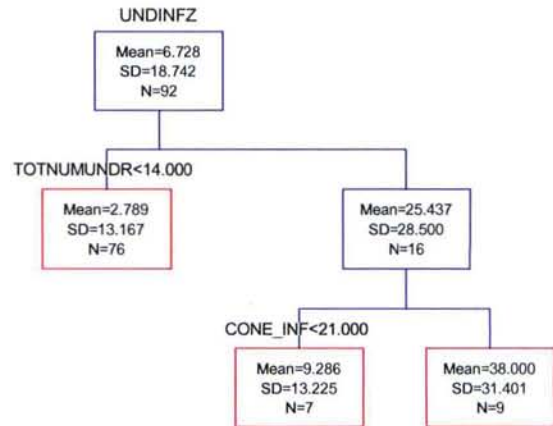 UNDINFZ
Mean=6.728
SD=18.742
N=92
TOTNUMUNDR<14.000
Mean=2.789
SD=13.167
N=76
Mean=25.437
SD=28.500
N=16
CONE_INF<21.000
Mean=9.286
SD=13.225
N=7
Mean=38.000
SD=31.401
N=9